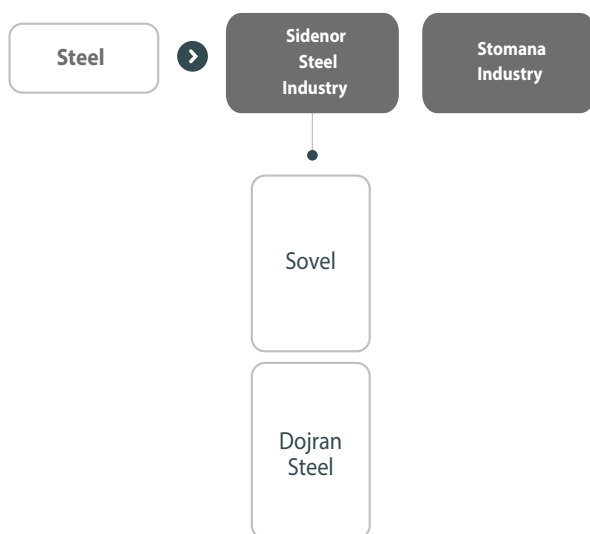 Steel
Sidenor
Steel
Industry
Stomana
Industry
Sovel
Dojran
Steel